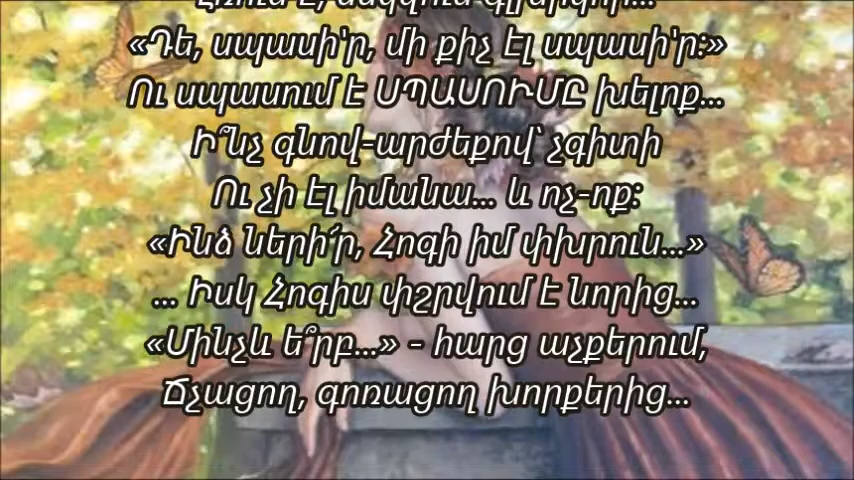 «Դե, սպասի՛ր, մի քիչ էլ սպասի՛ր:»
Ու սպասում է ՍՊԱՍՈՒՄԸ խելոք...
Ի՞նչ գնով-արժեքով՝ չգիտի
Ու չի էլ իմանա... և ոչ-ոք:
«Ինձ ների՛ր, Հոգի իմ փխրուն...»
... Իսկ Հոգիս փշրվում է նորից...
«Մինչև ե՞րբ...» - հարց աչքերում,
Ճչացող, գոռացող խորքերից...